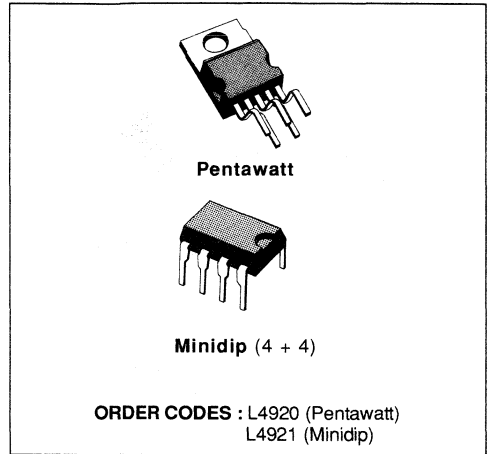 Pentawatt
Minidip (4 + 4)
ORDER CODES : L4920 (Pentawatt)
L4921 (Minidip)